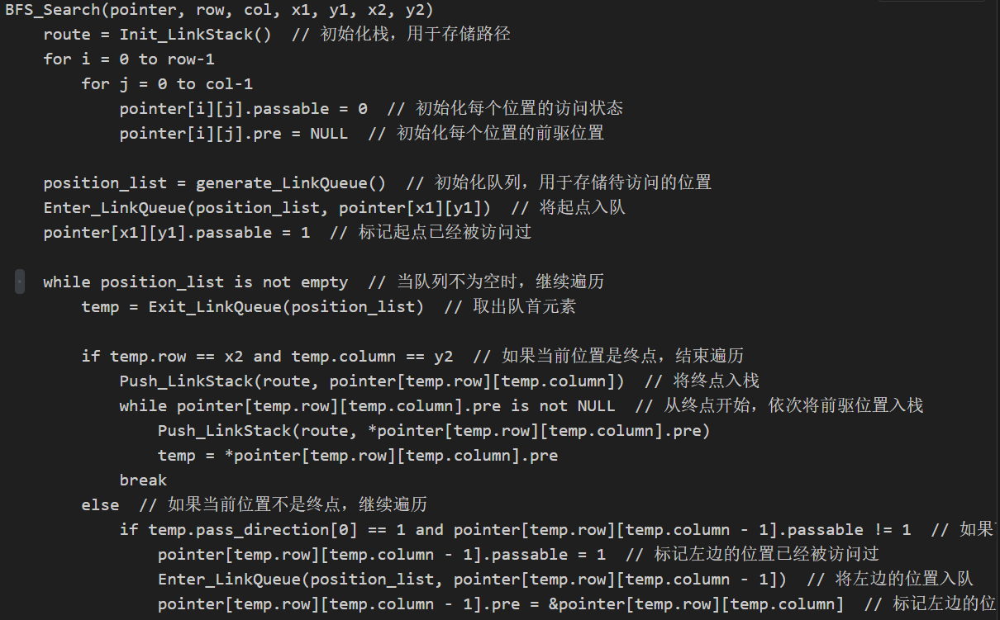 BFS_Search(pointer, row, col, x1, y1, x2, y2)
    route = Init_LinkStack()  // 初始化栈，用于存储路径
    for i = 0 to row-1
        for j = 0 to col-1
            pointer[i][j].passable = 0  // 初始化每个位置的访问状态
            pointer[i][j].pre = NULL  // 初始化每个位置的前驱位置
    position_list = generate_LinkQueue()  // 初始化队列，用于存储待访问的位置
    Enter_LinkQueue(position_list, pointer[x1][y1])  // 将起点入队
    pointer[x1][y1].passable = 1  // 标记起点已经被访问过
    while position_list is not empty  // 当队列不为空时，继续遍历
        temp = Exit_LinkQueue(position_list)  // 取出队首元素
        if temp.row == x2 and temp.column == y2  // 如果当前位置是终点，结束遍历
            Push_LinkStack(route, pointer[temp.row][temp.column])  // 将终点入栈
            while pointer[temp.row][temp.column].pre is not NULL  // 从终点开始，依次将前驱位置入栈
                Push_LinkStack(route, *pointer[temp.row][temp.column].pre)
                temp = *pointer[temp.row][temp.column].pre
            break
        else  // 如果当前位置不是终点，继续遍历
            if temp.pass_direction[0] == 1 and pointer[temp.row][temp.column - 1].passable != 1  // 如果
                pointer[temp.row][temp.column - 1].passable = 1  // 标记左边的位置已经被访问过
                Enter_LinkQueue(position_list, pointer[temp.row][temp.column - 1])  // 将左边的位置入队
                pointer[temp.row][temp.column - 1].pre = &pointer[temp.row][temp.column]  // 标记左边的位